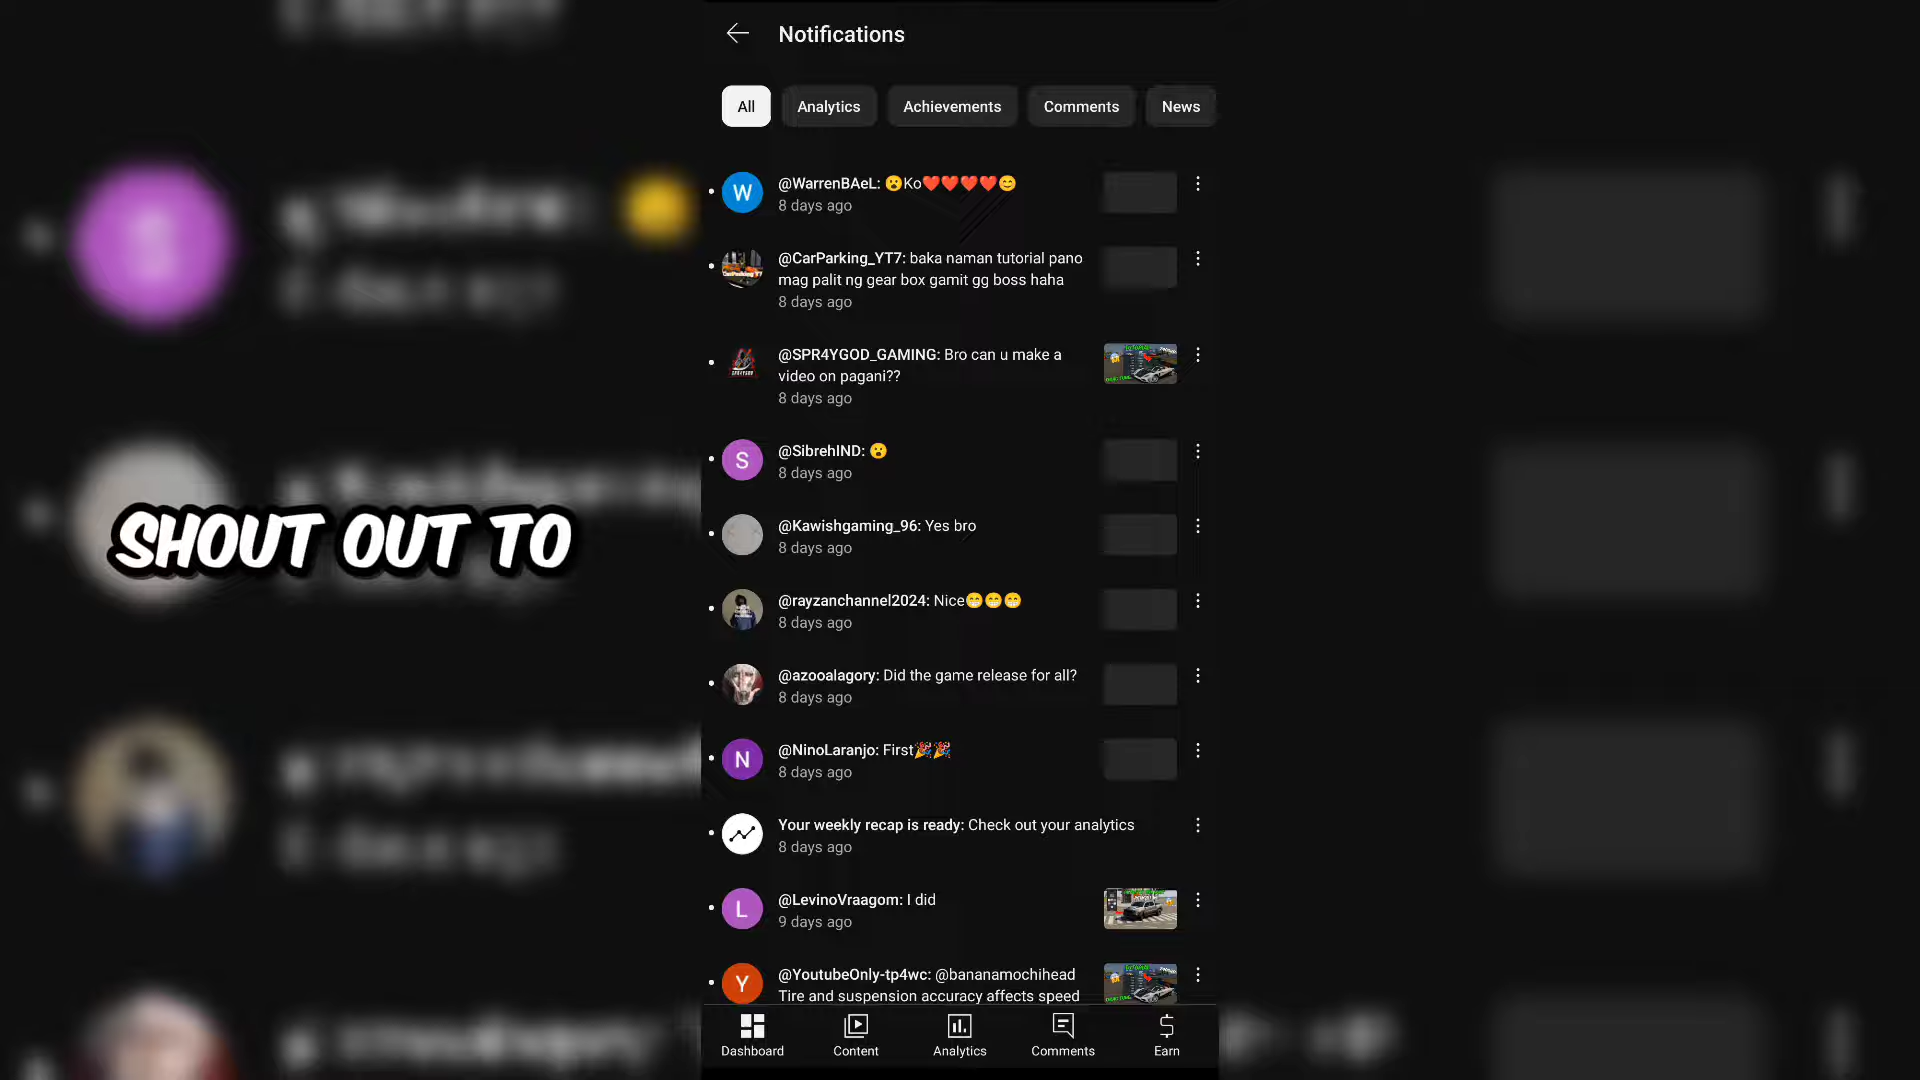 Notifications
All Analytics Achievements Comments News
W @WarrenBAeL: 😮Ko❤️❤️❤️❤️😊
8 days ago
@CarParking_YT7: baka naman tutorial pano
mag palit ng gear box gamit gg boss haha
8 days ago
@SPR4YGOD_GAMING: Bro can u make a
video on pagani??
8 days ago
S @SibrehIND: 😮
8 days ago
@Kawishgaming_96: Yes bro
8 days ago
SHOUT OUT TO
@rayzanchannel2024: Nice😁😁😁
8 days ago
@azooalagory: Did the game release for all?
8 days ago
N @NinoLaranjo: First🎉🎉
8 days ago
Your weekly recap is ready: Check out your analytics
8 days ago
L @LevinoVraagom: I did
9 days ago
Y @YoutubeOnly-tp4wc: @bananamochihead
Tire and suspension accuracy affects speed
Dashboard Content Analytics Comments Earn